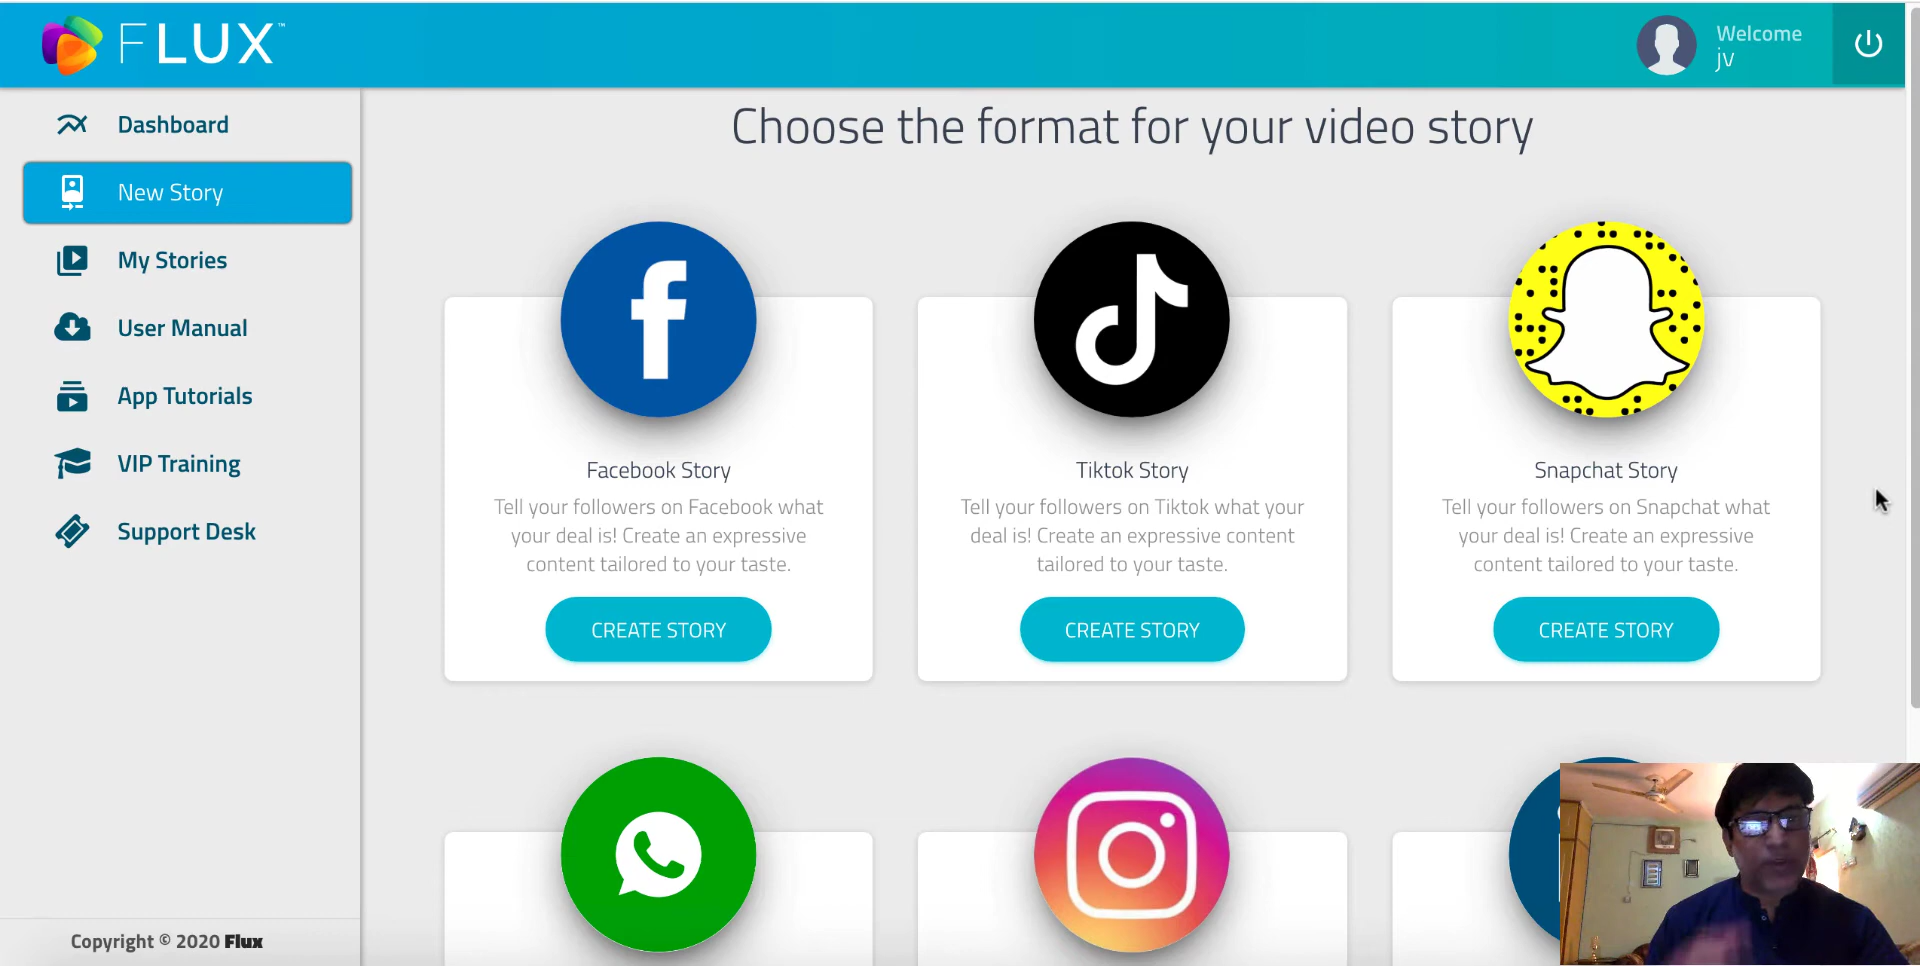 FLUX™
Welcome
jv
Dashboard
New Story
My Stories
User Manual
App Tutorials
VIP Training
Support Desk
Copyright © 2020 Flux
Choose the format for your video story
Facebook Story
Tell your followers on Facebook what
your deal is! Create an expressive
content tailored to your taste.
CREATE STORY
Tiktok Story
Tell your followers on Tiktok what your
deal is! Create an expressive content
tailored to your taste.
CREATE STORY
Snapchat Story
Tell your followers on Snapchat what
your deal is! Create an expressive
content tailored to your taste.
CREATE STORY